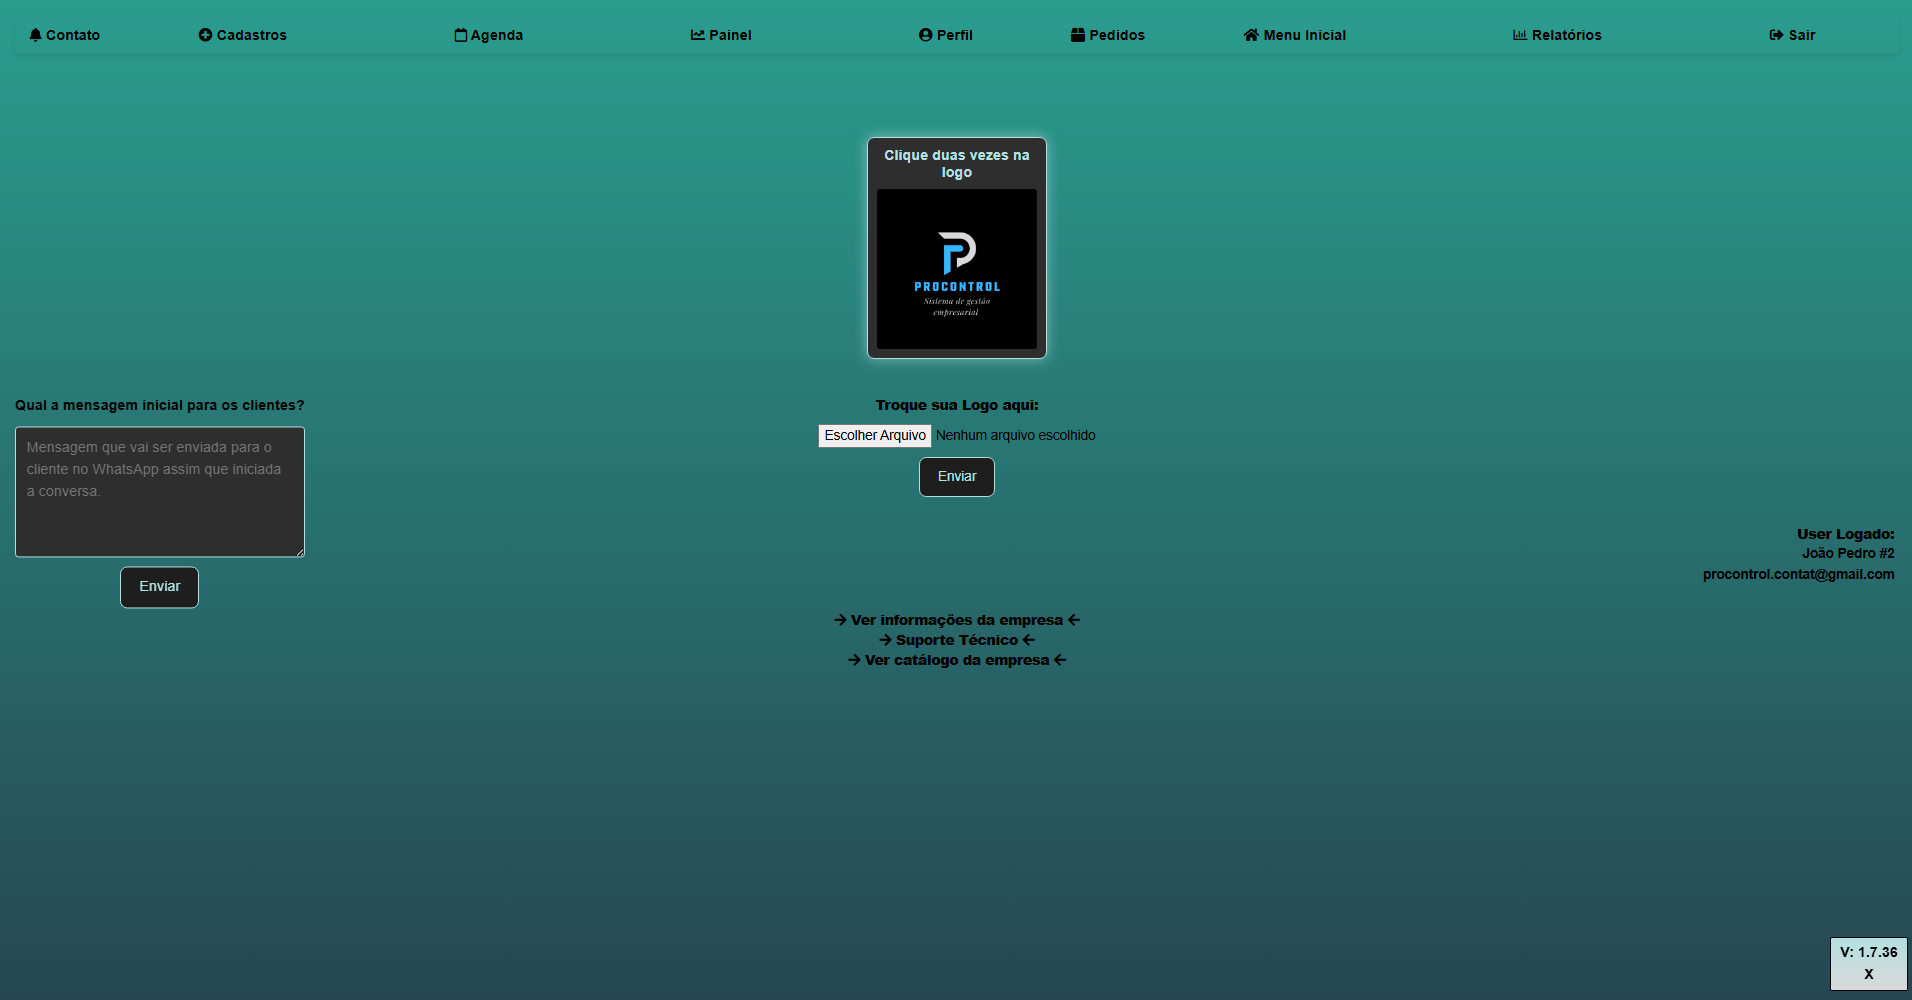 Contato Cadastros Agenda Painel Perfil Pedidos Menu Inicial Relatórios Sair
Clique duas vezes na
logo
PROCONTROL
Sistema de gestão
empresarial
Qual a mensagem inicial para os clientes?
Mensagem que vai ser enviada para o
cliente no WhatsApp assim que iniciada
a conversa.
Enviar
Troque sua Logo aqui:
Escolher Arquivo Nenhum arquivo escolhido
Enviar
User Logado:
João Pedro #2
procontrol.contat@gmail.com
→ Ver informações da empresa ←
→ Suporte Técnico ←
→ Ver catálogo da empresa ←
V: 1.7.36
X